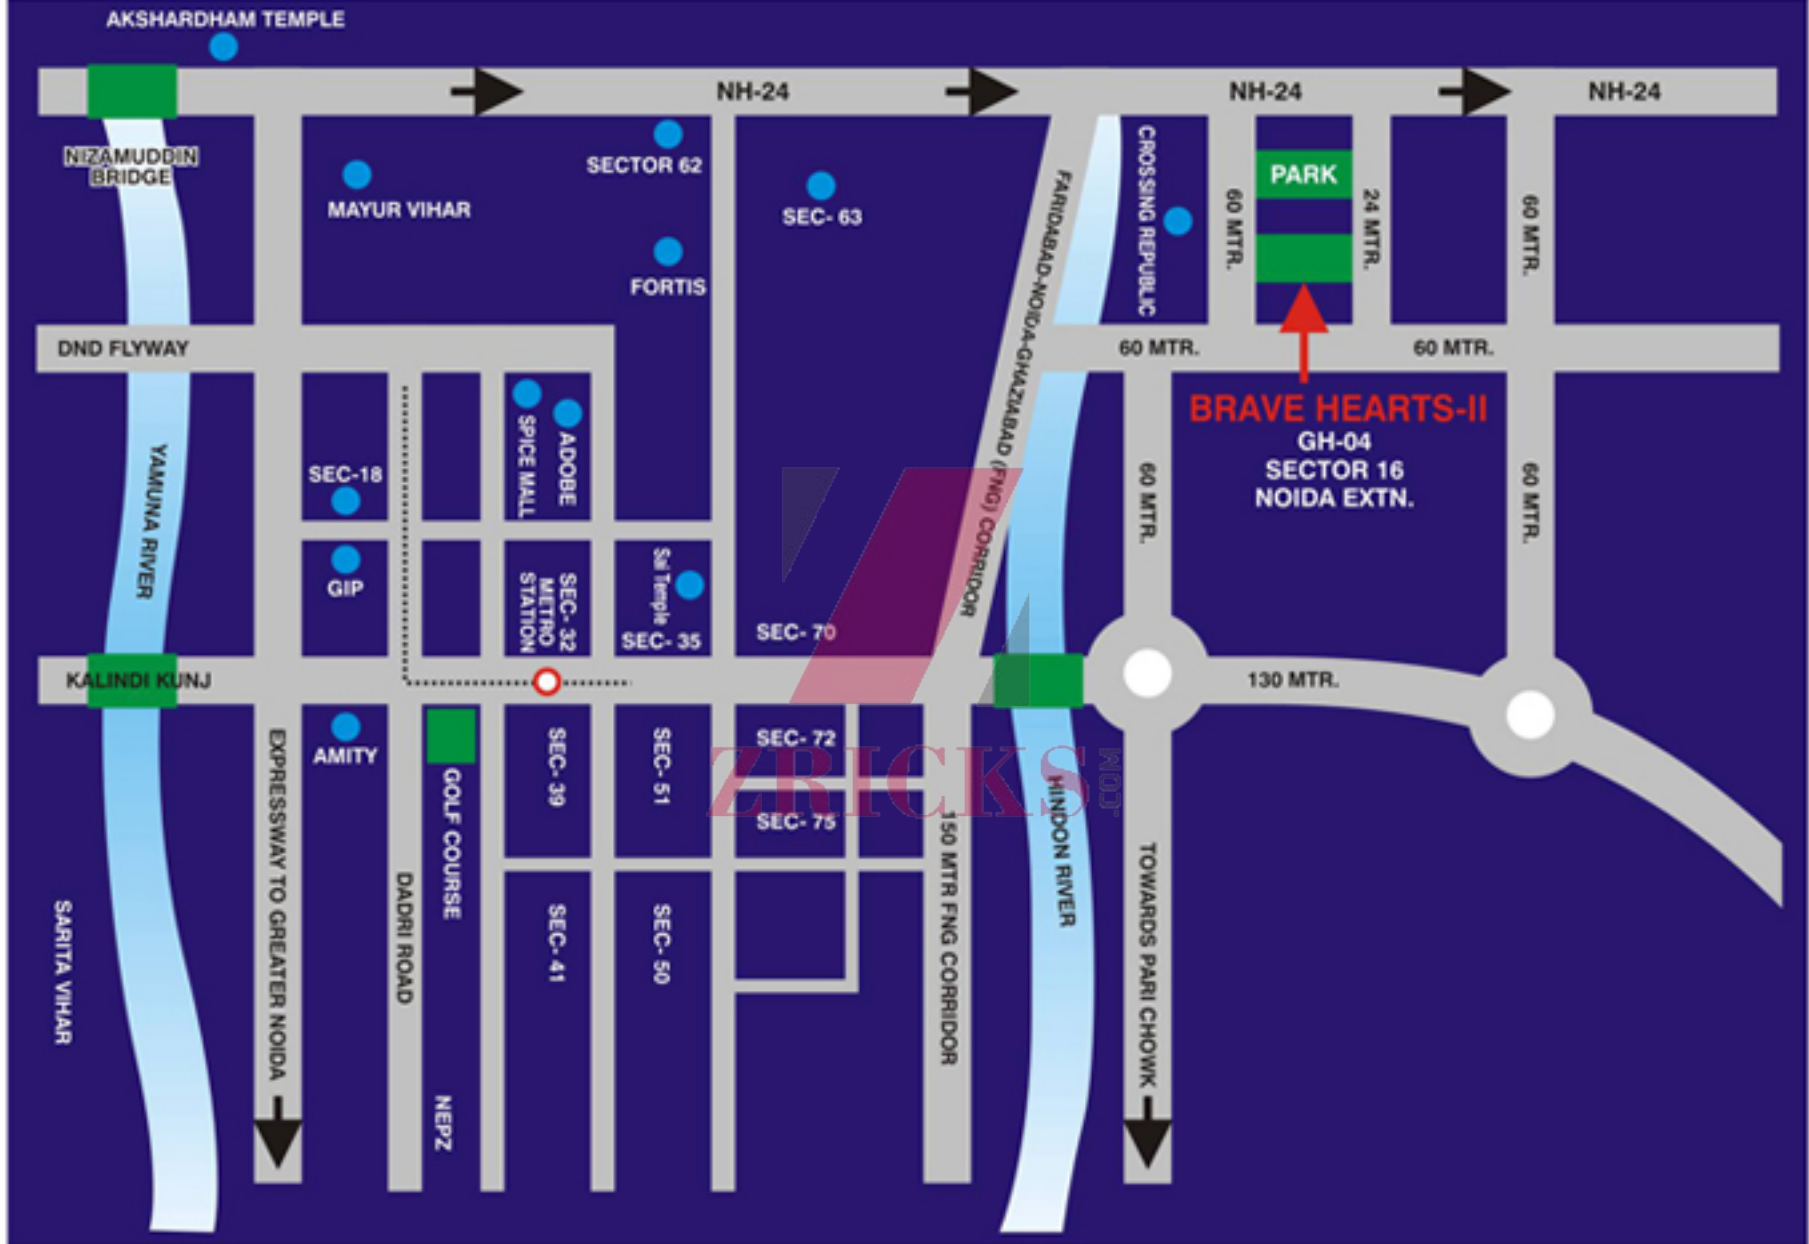 AKSHARDHAM TEMPLE
NH-24
NH-24
NH-24
NIZAMUDDIN
BRIDGE
MAYUR VIHAR
SECTOR 62
SEC- 63
FORTIS
FARIDABAD-NOIDA-GHAZIABAD (FNG) CORRIDOR
CROSSING REPUBLIC
60 MTR.
PARK
24 MTR.
60 MTR.
DND FLYWAY
60 MTR.
60 MTR.
BRAVE HEARTS-II
GH-04
SECTOR 16
NOIDA EXTN.
YAMUNA RIVER
SEC-18
SPICE MALL
ADOBE
60 MTR.
60 MTR.
GIP
SEC- 32
METRO
STATION
Sai Temple
SEC- 35
SEC- 70
KALINDI KUNJ
130 MTR.
AMITY
EXPRESSWAY TO GREATER NOIDA
DADRI ROAD
GOLF COURSE
NEPZ
SEC- 39
SEC- 51
SEC- 72
SEC- 75
ZRICKS
.COM
SEC- 41
SEC- 50
150 MTR FNG CORRIDOR
HINDON RIVER
TOWARDS PARI CHOWK
SARITA VIHAR